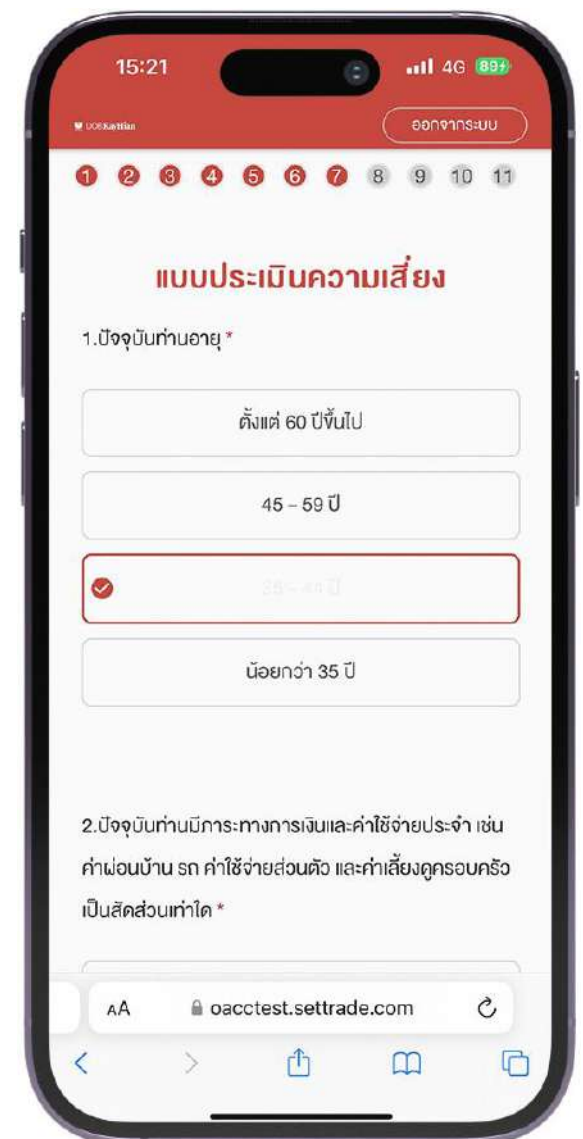 15:21 4G 89
UOBKayHian ออกจากระบบ
1 2 3 4 5 6 7 8 9 10 11
แบบประเมินความเสี่ยง
1.ปัจจุบันท่านอายุ *
ตั้งแต่ 60 ปีขึ้นไป
45 – 59 ปี
35 – 44 ปี
น้อยกว่า 35 ปี
2.ปัจจุบันท่านมีภาระทางการเงินและค่าใช้จ่ายประจำ เช่น
ค่าผ่อนบ้าน รถ ค่าใช้จ่ายส่วนตัว และค่าเลี้ยงดูครอบครัว
เป็นสัดส่วนเท่าใด *
AA oacctest.settrade.com